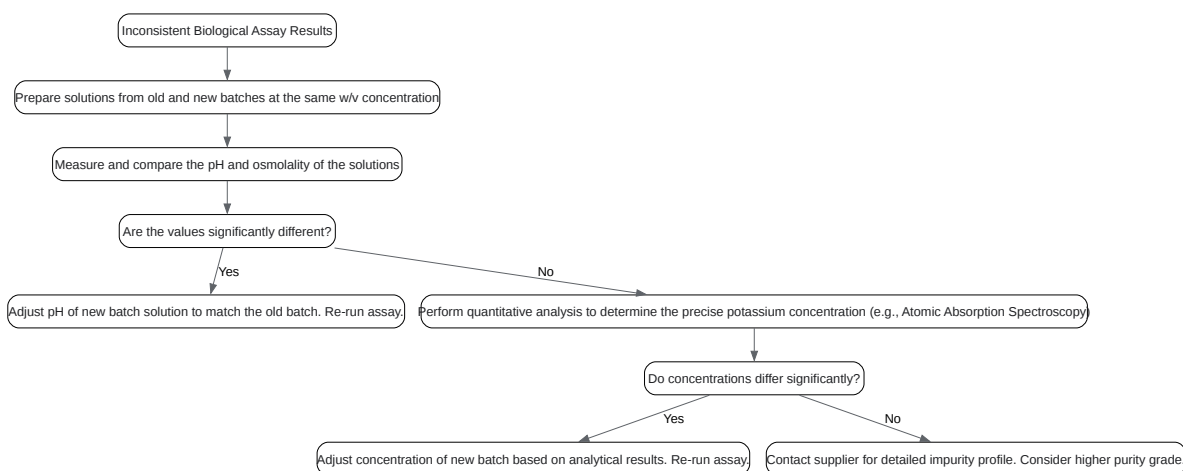 Inconsistent Biological Assay Results
Prepare solutions from old and new batches at the same w/v concentration
Measure and compare the pH and osmolality of the solutions
Are the values significantly different?
Yes
No
Adjust pH of new batch solution to match the old batch. Re-run assay.
Perform quantitative analysis to determine the precise potassium concentration (e.g., Atomic Absorption Spectroscopy)
Do concentrations differ significantly?
Yes
No
Adjust concentration of new batch based on analytical results. Re-run assay.
Contact supplier for detailed impurity profile. Consider higher purity grade.